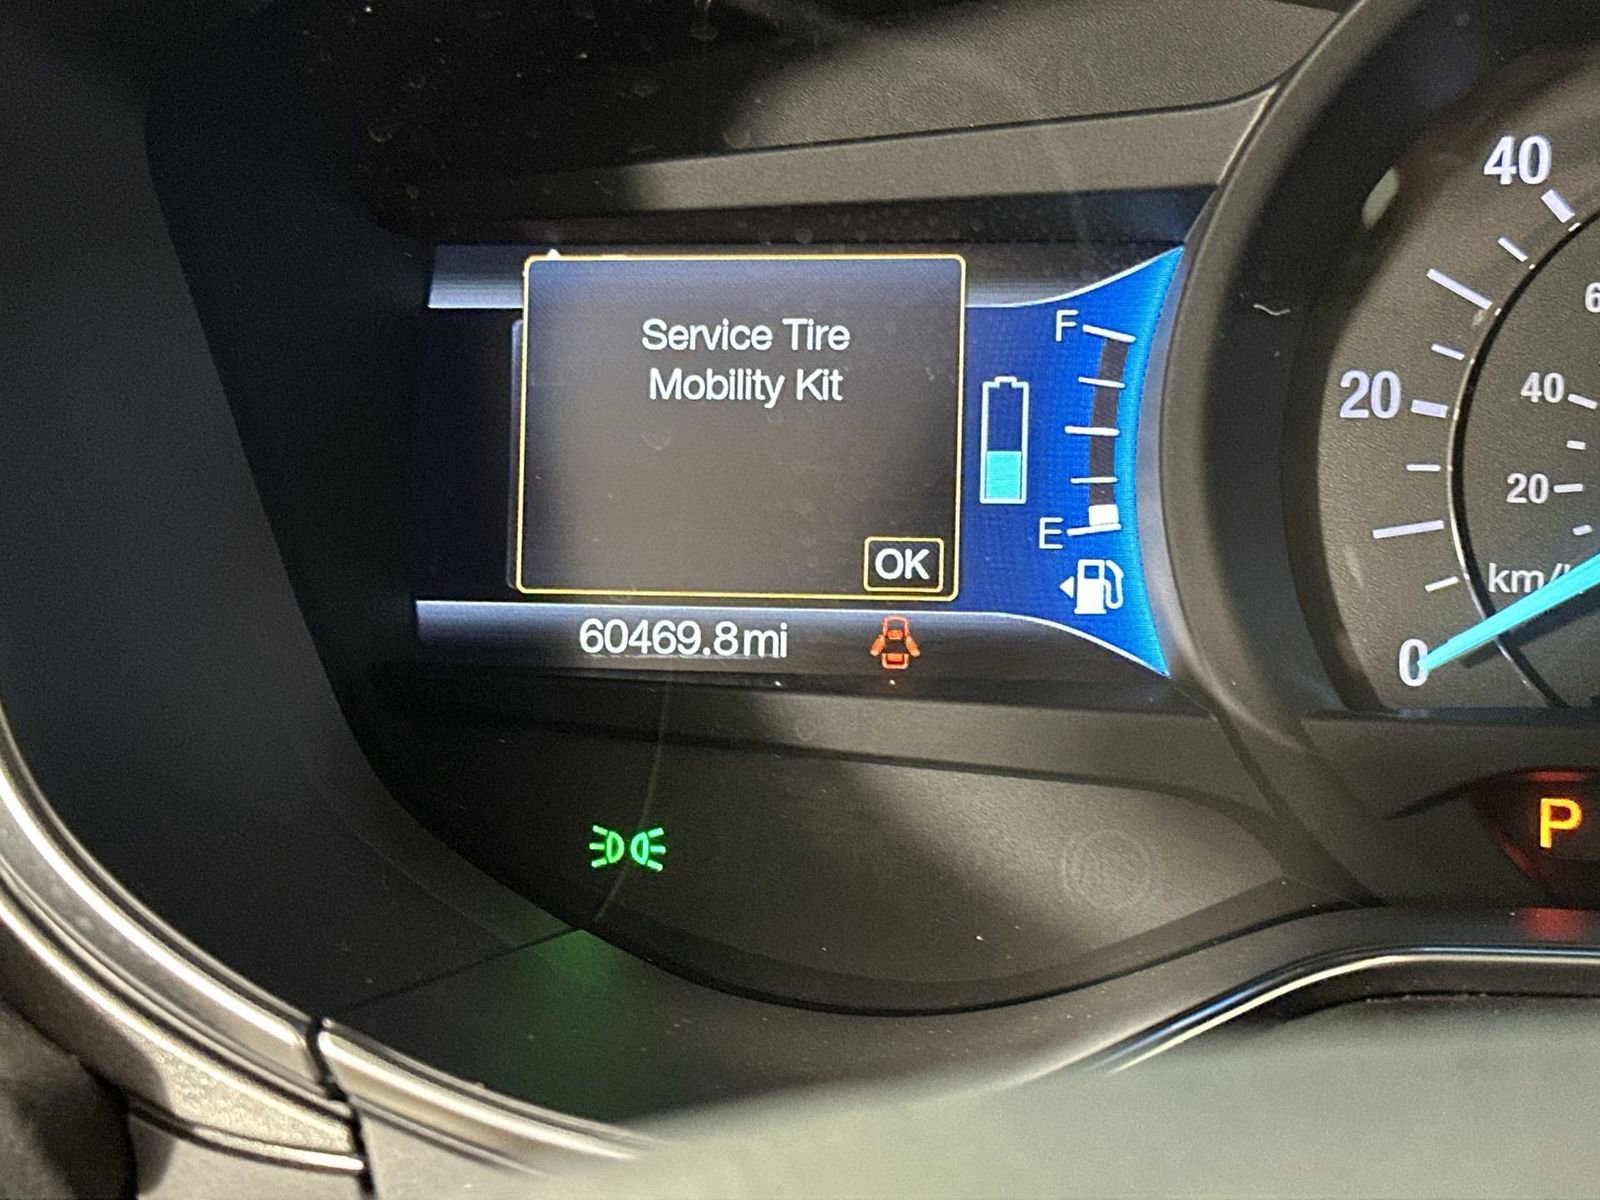 Service Tire
Mobility Kit
OK
F
E
60469.8mi
40
20
0
40
20
km/
P